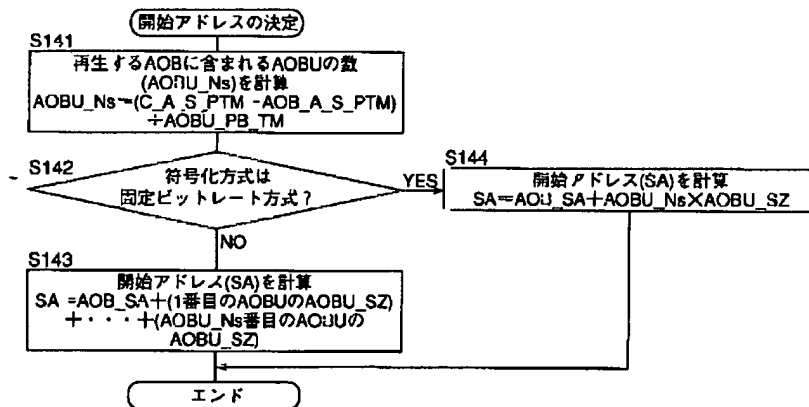 開始アドレスの決定
S141
再生するAOBに含まれるAOBUの数
(AOBU_Ns)を計算
AOBU_Ns=(C_A_S_PTM -AOB_A_S_PTM)
÷AOBU_PB_TM
S142
符号化方式は
固定ビットレート方式?
YES
S144
開始アドレス(SA)を計算
SA=AOB_SA+AOBU_Ns×AOBU_SZ
NO
S143
開始アドレス(SA)を計算
SA =AOB_SA+(1番目のAOBUのAOBU_SZ)
+・・・+(AOBU_Ns番目のAOBUの
AOBU_SZ)
エンド